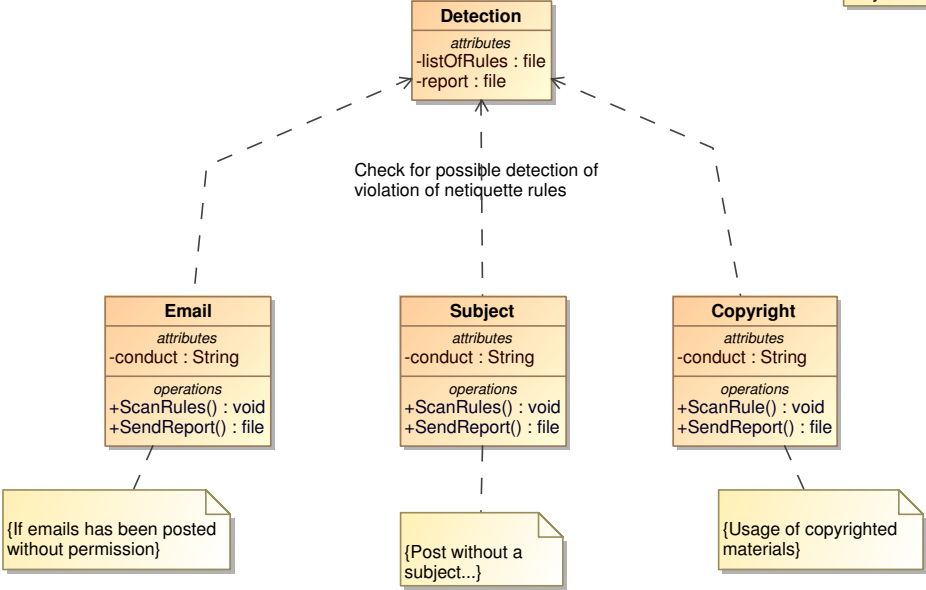 Detection
attributes
-listOfRules : file
-report : file
Check for possible detection of
violation of netiquette rules
Email
attributes
-conduct : String
operations
+ScanRules() : void
+SendReport() : file
Subject
attributes
-conduct : String
operations
+ScanRules() : void
+SendReport() : file
Copyright
attributes
-conduct : String
operations
+ScanRule() : void
+SendReport() : file
{If emails has been posted
without permission}
{Post without a
subject...}
{Usage of copyrighted
materials}